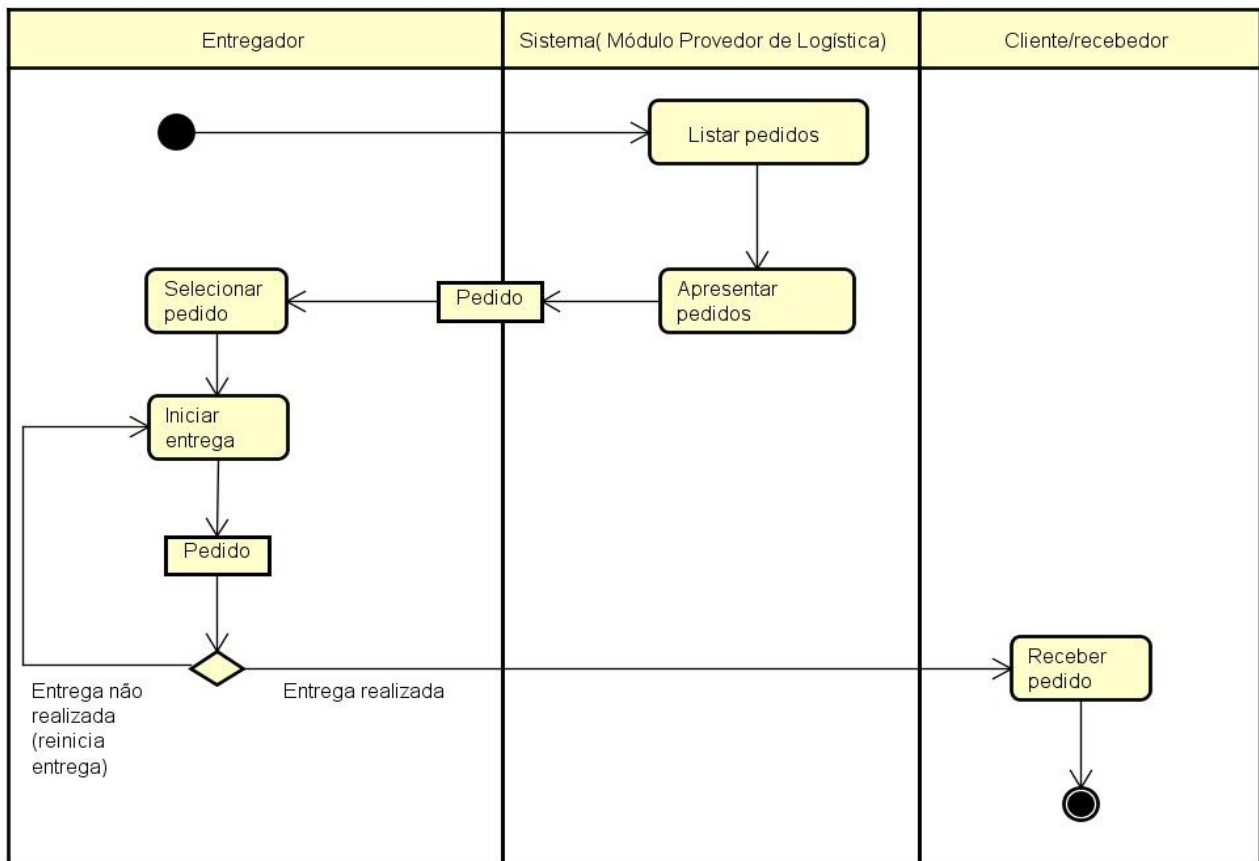 Entregador
Sistema( Módulo Provedor de Logística)
Cliente/recebedor
Listar pedidos
Selecionar
pedido
Pedido
Apresentar
pedidos
Iniciar
entrega
Pedido
Entrega não
realizada
(reinicia
entrega)
Entrega realizada
Receber
pedido